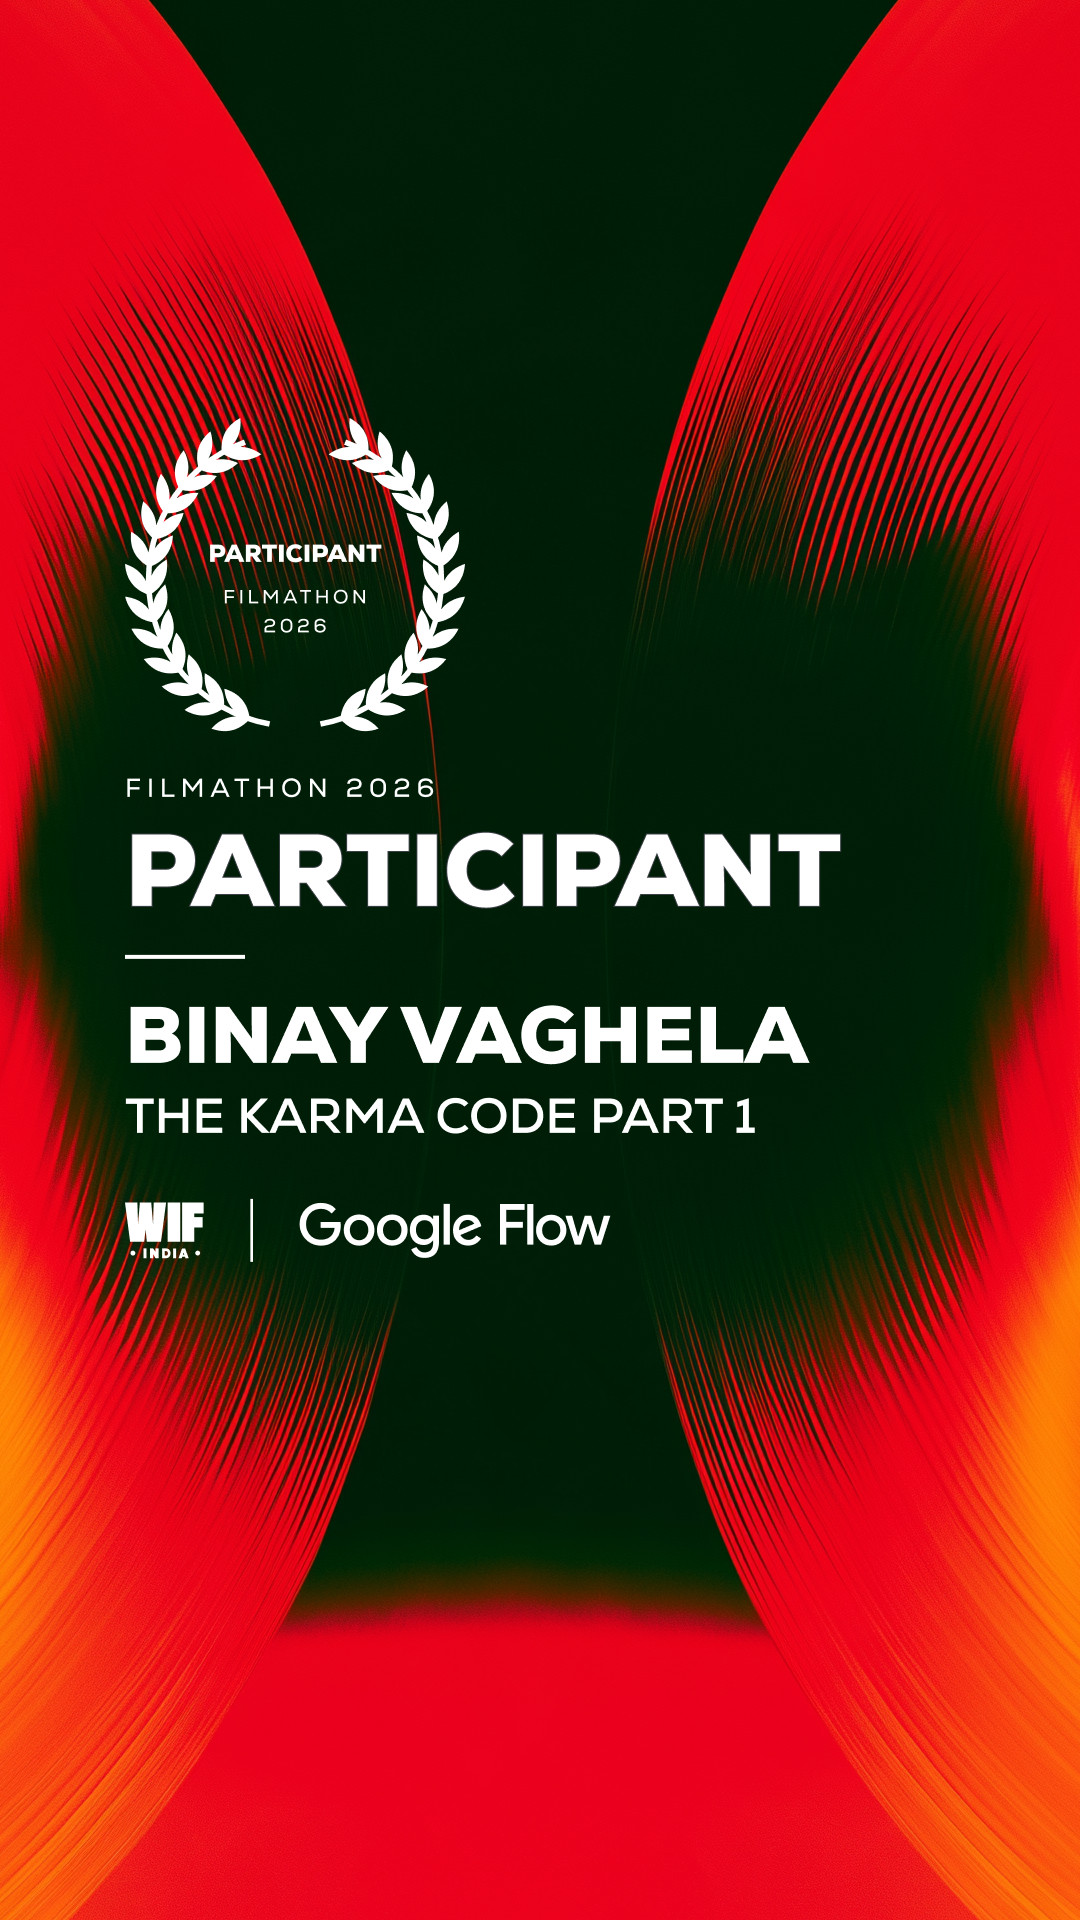 PARTICIPANT
FILMATHON
2026
FILMATHON 2026
PARTICIPANT
BINAY VAGHELA
THE KARMA CODE PART 1
WIF
• INDIA •
Google Flow